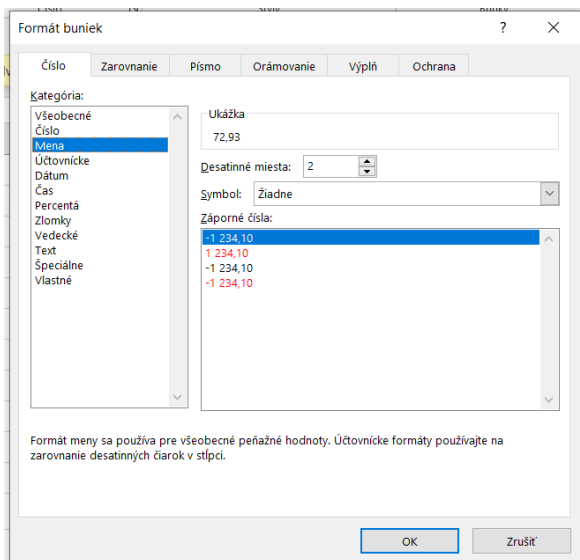 Formát buniek
?
Číslo Zarovnanie Písmo Orámovanie Výplň Ochrana
Kategória:
Všeobecné
Číslo
Mena
Účtovnícke
Dátum
Čas
Percentá
Zlomky
Vedecké
Text
Špeciálne
Vlastné
Ukážka
72,93
Desatinné miesta: 2
Symbol: Žiadne
Záporné čísla:
-1 234,10
1 234,10
-1 234,10
-1 234,10
Formát meny sa používa pre všeobecné peňažné hodnoty. Účtovnícke formáty používajte na
zarovnanie desatinných čiarok v stĺpci.
OK Zrušiť